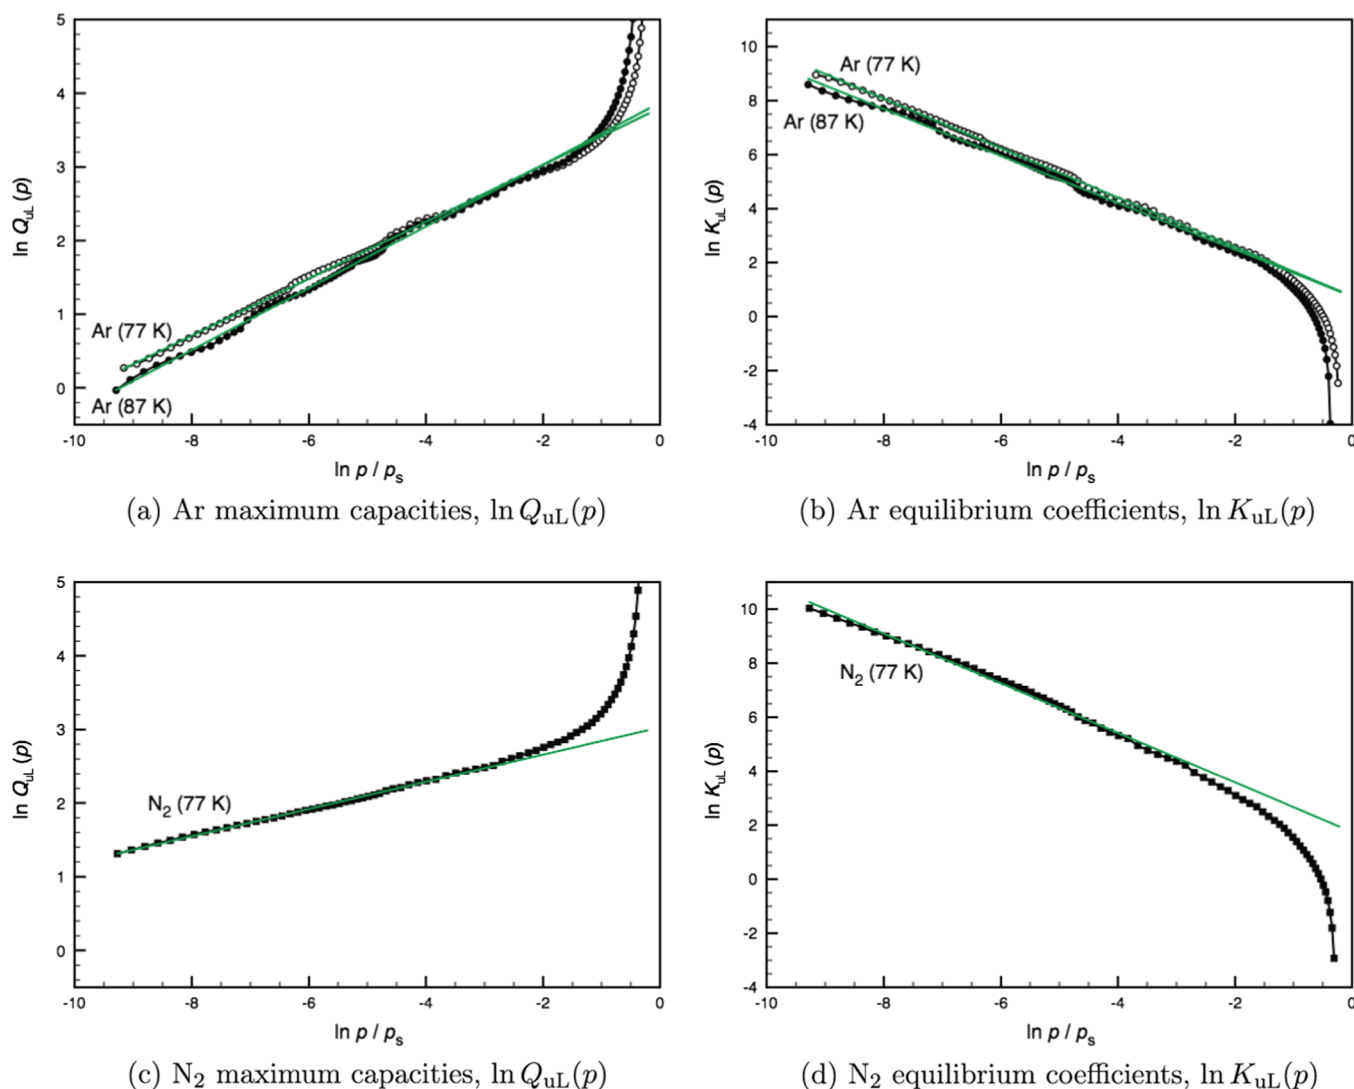 5
4
3
2
1
0
ln Q_uL (p)
Ar (77 K)
Ar (87 K)
-10 -8 -6 -4 -2 0
ln p / p_s
(a) Ar maximum capacities, ln Q_uL(p)
10
8
6
4
2
0
-2
-4
ln K_uL (p)
Ar (77 K)
Ar (87 K)
-10 -8 -6 -4 -2 0
ln p / p_s
(b) Ar equilibrium coefficients, ln K_uL(p)
5
4
3
2
1
0
ln Q_uL (p)
N₂ (77 K)
-10 -8 -6 -4 -2 0
ln p / p_s
(c) N₂ maximum capacities, ln Q_uL(p)
10
8
6
4
2
0
-2
-4
ln K_uL (p)
N₂ (77 K)
-10 -8 -6 -4 -2 0
ln p / p_s
(d) N₂ equilibrium coefficients, ln K_uL(p)